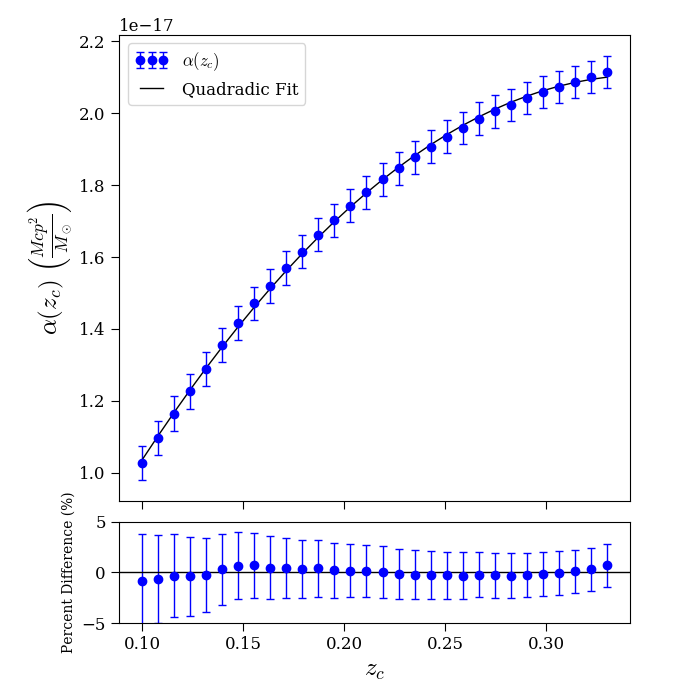 1e−17
2.2
2.0
1.8
1.6
1.4
1.2
1.0
α(z_c) (Mcp²/M_⊙)
α(z_c)
Quadradic Fit
5
0
−5
Percent Difference (%)
0.10 0.15 0.20 0.25 0.30
z_c